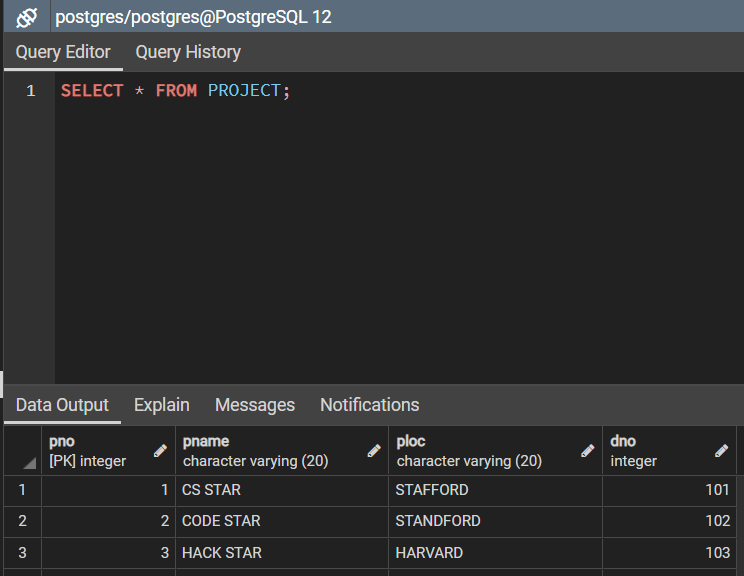 postgres/postgres@PostgreSQL 12
Query Editor Query History
1 SELECT * FROM PROJECT;
Data Output Explain Messages Notifications
pno pname ploc dno
[PK] integer character varying (20) character varying (20) integer
1 1 CS STAR STAFFORD 101
2 2 CODE STAR STANDFORD 102
3 3 HACK STAR HARVARD 103